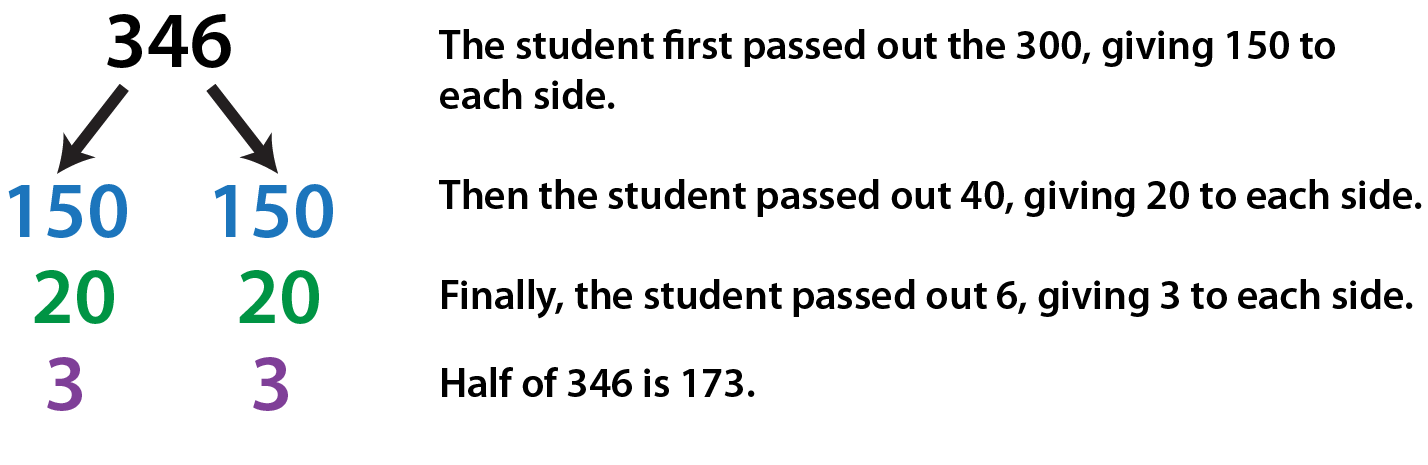 346
The student first passed out the 300, giving 150 to
each side.
150 150
Then the student passed out 40, giving 20 to each side.
20 20
Finally, the student passed out 6, giving 3 to each side.
3 3
Half of 346 is 173.